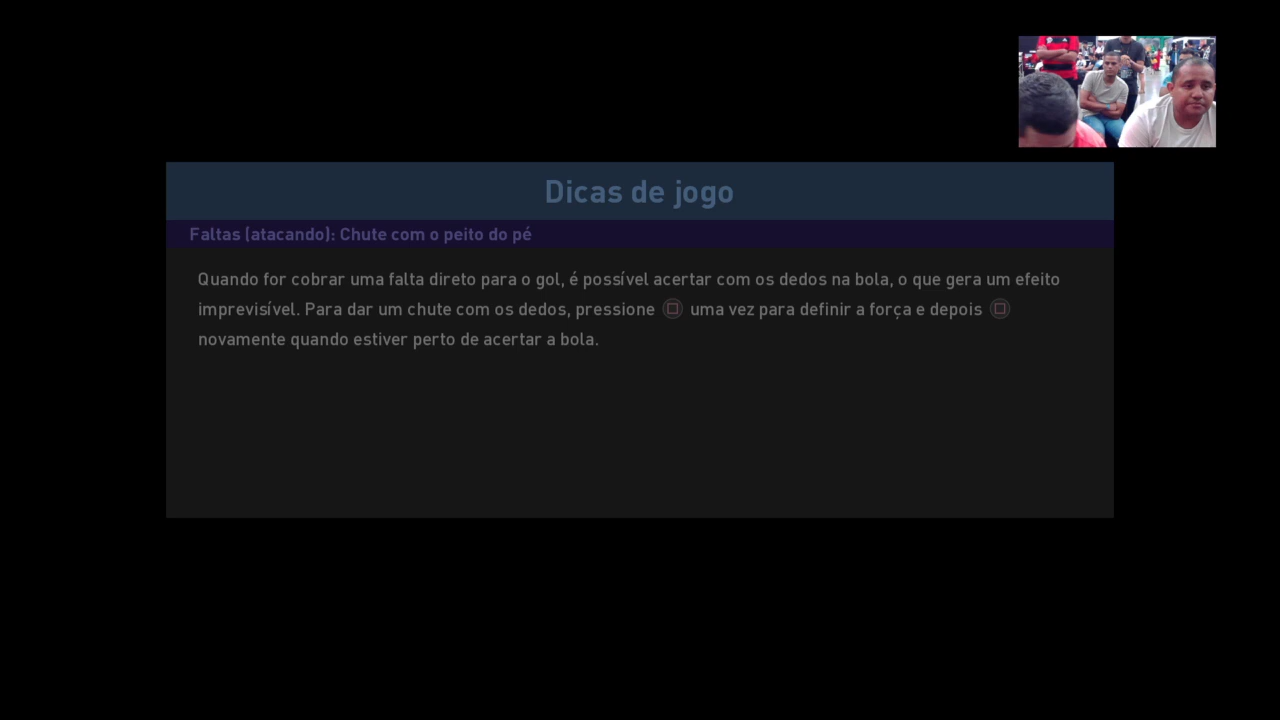 Dicas de jogo
Faltas (atacando): Chute com o peito do pé
Quando for cobrar uma falta direto para o gol, é possível acertar com os dedos na bola, o que gera um efeito
imprevisível. Para dar um chute com os dedos, pressione uma vez para definir a força e depois
novamente quando estiver perto de acertar a bola.